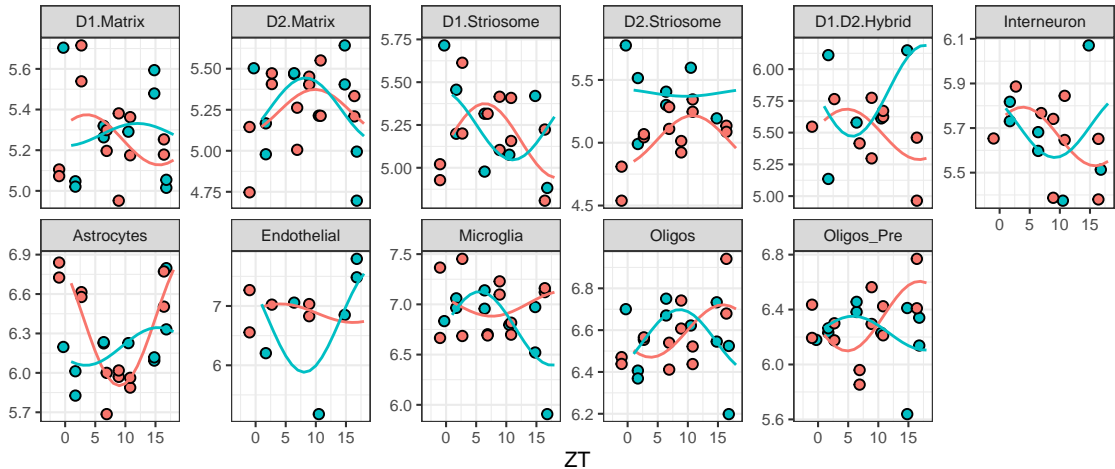 D1.Matrix D2.Matrix D1.Striosome D2.Striosome D1.D2.Hybrid Interneuron
5.6 5.4 5.2 5.0
5.50 5.25 5.00 4.75
5.75 5.50 5.25 5.00
5.5 5.0 4.5
6.00 5.75 5.50 5.25 5.00
6.1 5.9 5.7 5.5
Astrocytes Endothelial Microglia Oligos Oligos_Pre
6.9 6.6 6.3 6.0 5.7
7 6
7.5 7.0 6.5 6.0
6.8 6.6 6.4 6.2
6.4 6.0 5.6
0 5 10 15 0 5 10 15 0 5 10 15 0 5 10 15 0 5 10 15 0 5 10 15
ZT